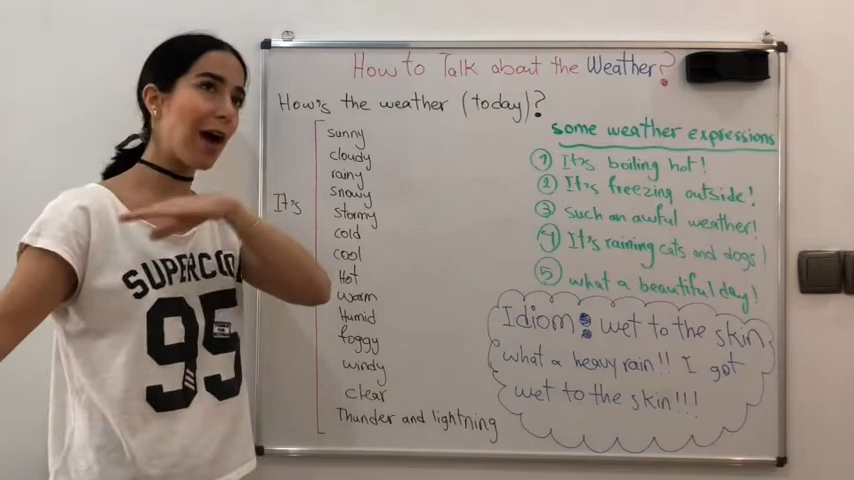 How to Talk about the Weather?
How's the weather (today)?
It's
sunny
cloudy
rainy
snowy
stormy
cold
cool
Hot
warm
Humid
foggy
windy
clear
Thunder and lightning
some weather expressions
1 It's boiling hot!
2 It's freezing outside!
3 such an awful weather!
4 It's raining cats and dogs!
5 what a beautiful day!
Idiom: wet to the skin
what a heavy rain!! I got
wet to the skin!!!
SUPERCOOL
95